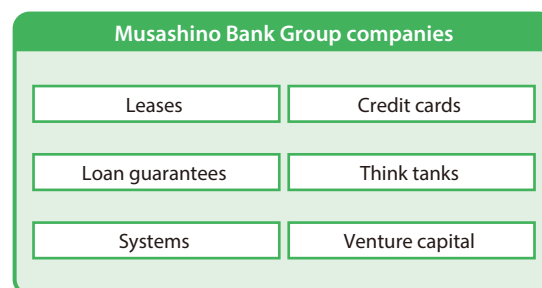 Musashino Bank Group companies
Leases
Credit cards
Loan guarantees
Think tanks
Systems
Venture capital